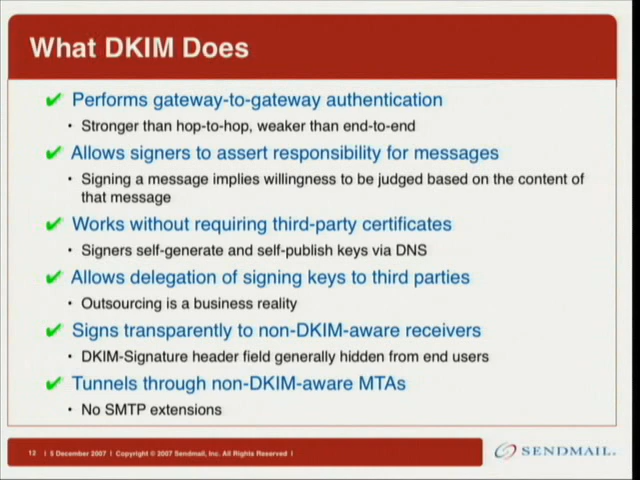 What DKIM Does
✔ Performs gateway-to-gateway authentication
• Stronger than hop-to-hop, weaker than end-to-end
✔ Allows signers to assert responsibility for messages
• Signing a message implies willingness to be judged based on the content of
that message
✔ Works without requiring third-party certificates
• Signers self-generate and self-publish keys via DNS
✔ Allows delegation of signing keys to third parties
• Outsourcing is a business reality
✔ Signs transparently to non-DKIM-aware receivers
• DKIM-Signature header field generally hidden from end users
✔ Tunnels through non-DKIM-aware MTAs
• No SMTP extensions
13 | 5 December 2007 | Copyright © 2007 Sendmail, Inc. All Rights Reserved |
SENDMAIL.